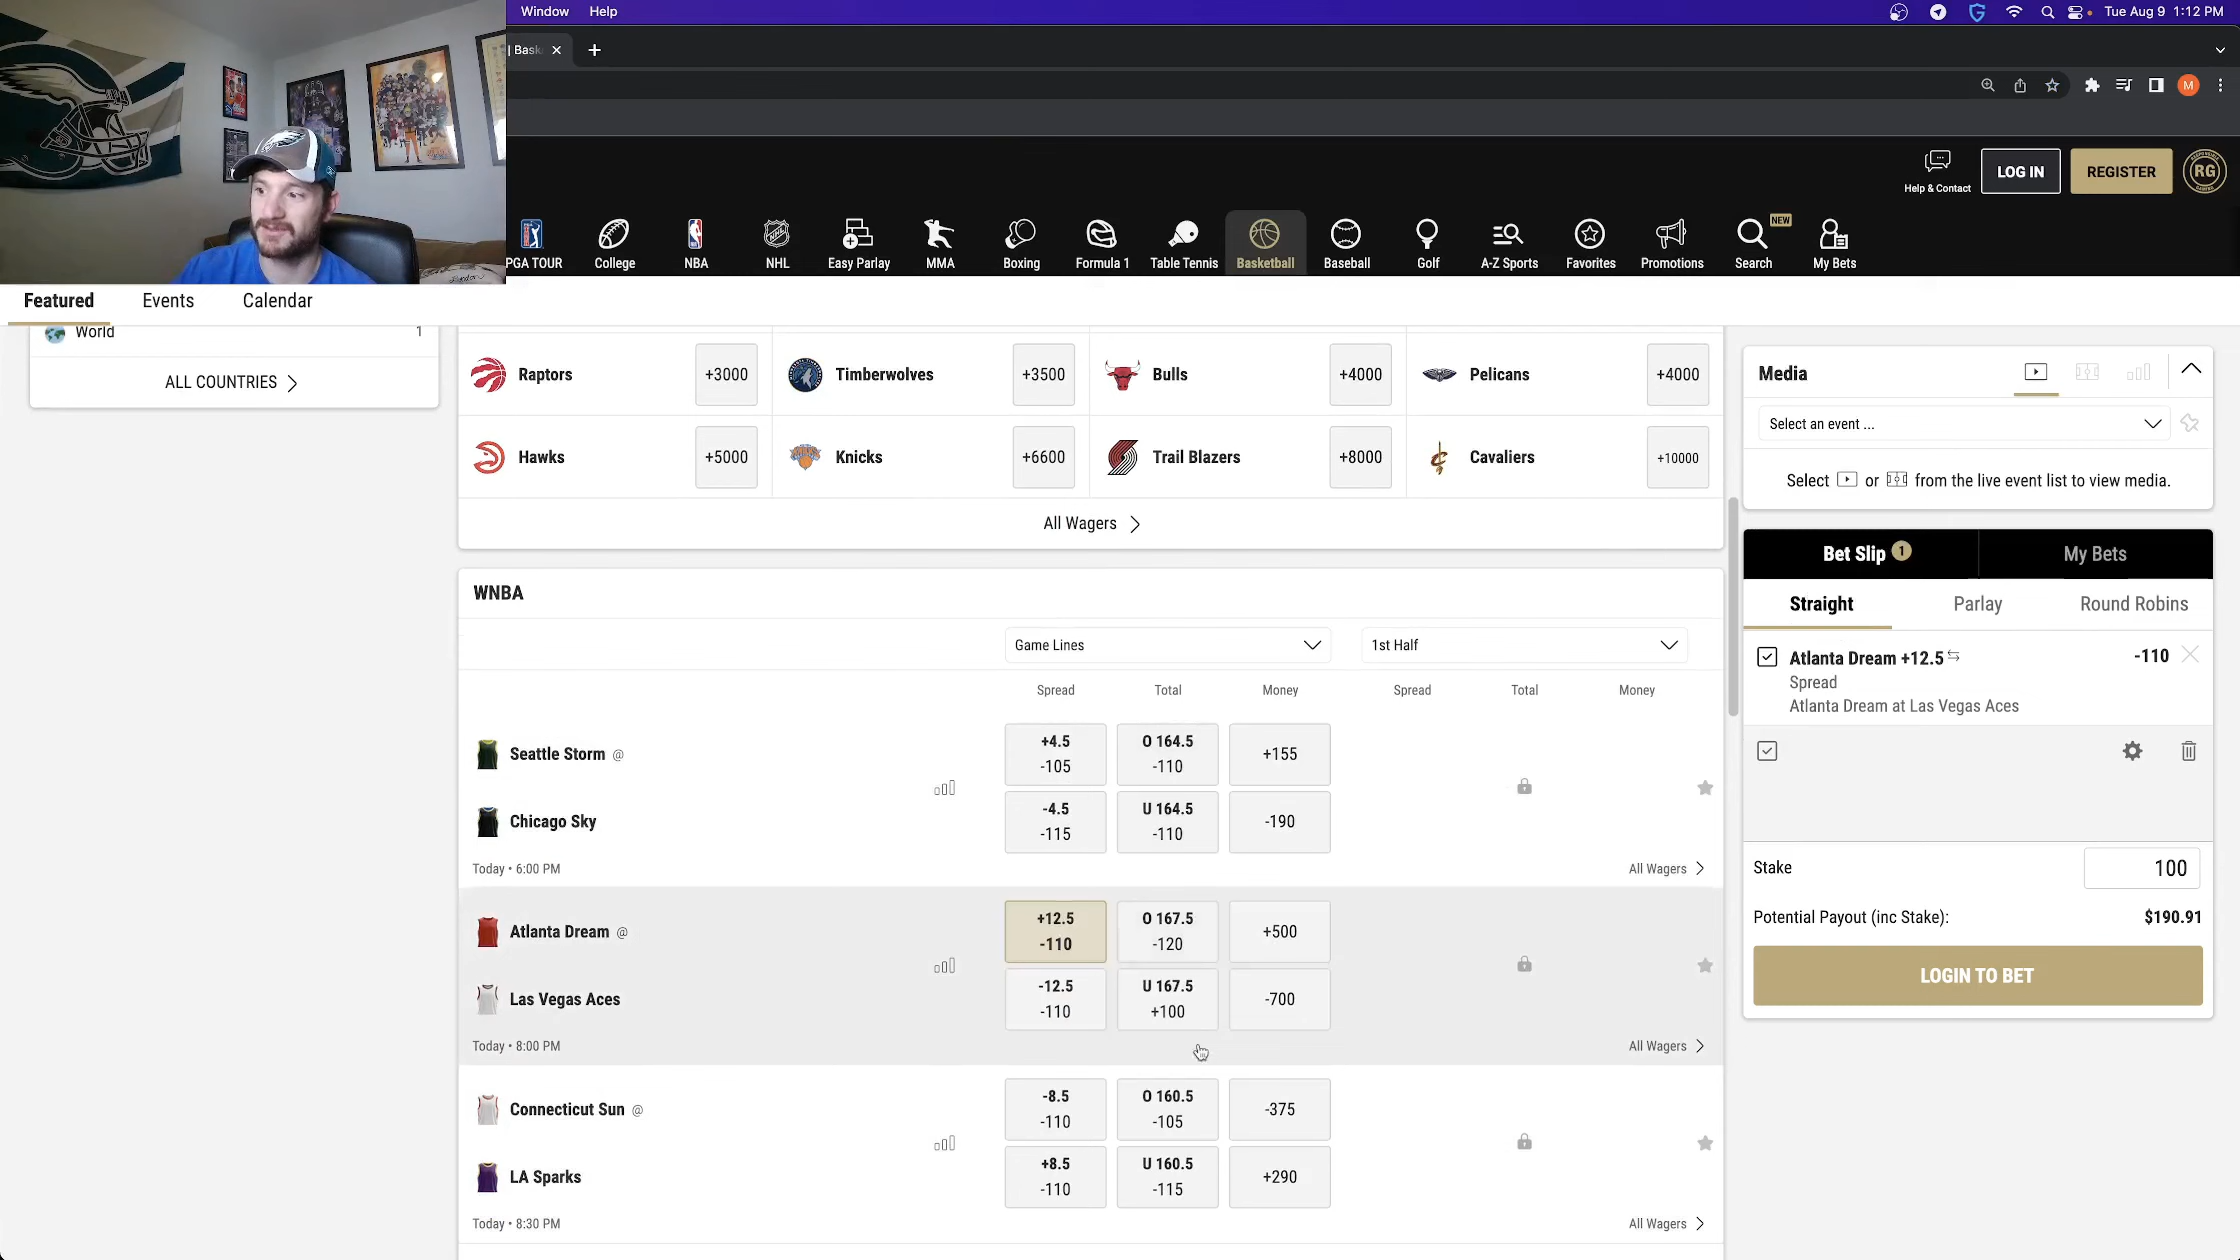 Window Help
Tue Aug 9 1:12 PM
| Bask
M
Help & Contact
LOG IN
REGISTER
RG
PGA TOUR
College
NBA
NHL
Easy Parlay
MMA
Boxing
Formula 1
Table Tennis
Basketball
Baseball
Golf
A-Z Sports
Favorites
Promotions
Search
NEW
My Bets
Featured
Events
Calendar
World 1
ALL COUNTRIES
Raptors +3000
Timberwolves +3500
Bulls +4000
Pelicans +4000
Hawks +5000
Knicks +6600
Trail Blazers +8000
Cavaliers +10000
All Wagers
WNBA
Game Lines
1st Half
Spread Total Money Spread Total Money
Seattle Storm @
+4.5
-105
O 164.5
-110
+155
Chicago Sky
-4.5
-115
U 164.5
-110
-190
Today • 6:00 PM
All Wagers
Atlanta Dream @
+12.5
-110
O 167.5
-120
+500
Las Vegas Aces
-12.5
-110
U 167.5
+100
-700
Today • 8:00 PM
All Wagers
Connecticut Sun @
-8.5
-110
O 160.5
-105
-375
LA Sparks
+8.5
-110
U 160.5
-115
+290
Today • 8:30 PM
All Wagers
Media
Select an event ...
Select or from the live event list to view media.
Bet Slip 1
My Bets
Straight
Parlay
Round Robins
Atlanta Dream +12.5 -110
Spread
Atlanta Dream at Las Vegas Aces
Stake 100
Potential Payout (inc Stake): $190.91
LOGIN TO BET